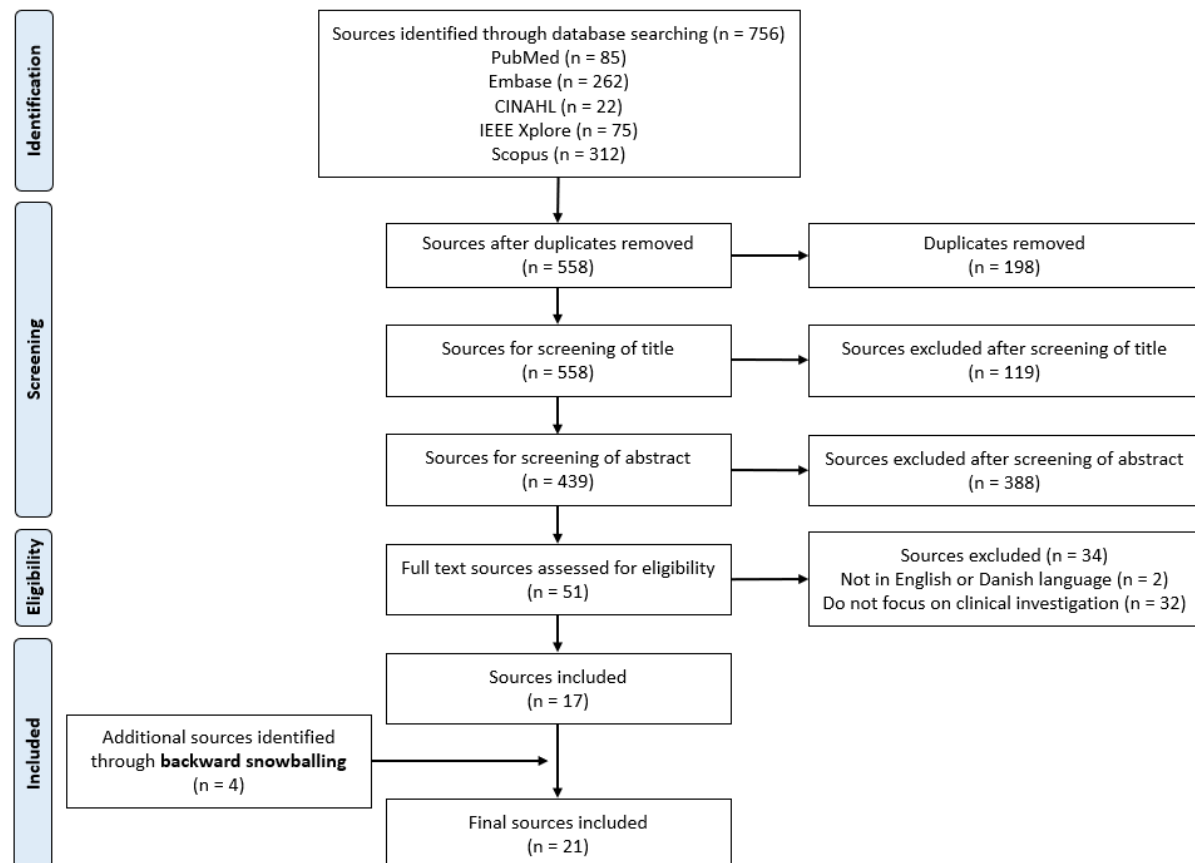 Identification
Sources identified through database searching (n = 756)
PubMed (n = 85)
Embase (n = 262)
CINAHL (n = 22)
IEEE Xplore (n = 75)
Scopus (n = 312)
Screening
Sources after duplicates removed
(n = 558)
Duplicates removed
(n = 198)
Sources for screening of title
(n = 558)
Sources excluded after screening of title
(n = 119)
Sources for screening of abstract
(n = 439)
Sources excluded after screening of abstract
(n = 388)
Eligibility
Full text sources assessed for eligibility
(n = 51)
Sources excluded (n = 34)
Not in English or Danish language (n = 2)
Do not focus on clinical investigation (n = 32)
Included
Sources included
(n = 17)
Additional sources identified
through backward snowballing
(n = 4)
Final sources included
(n = 21)